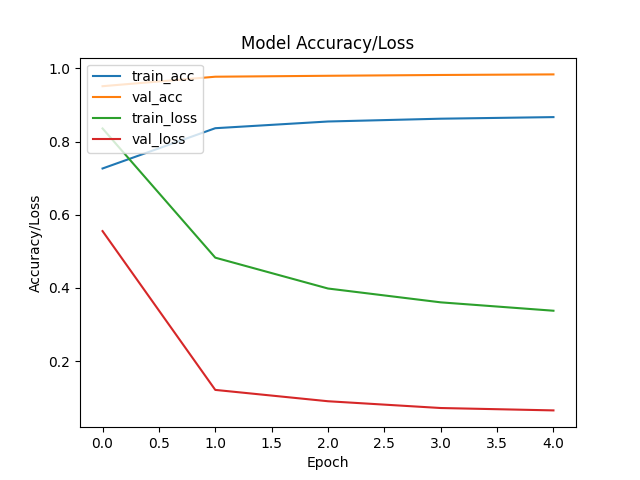 Model Accuracy/Loss
1.0
0.8
0.6
0.4
0.2
Accuracy/Loss
train_acc
val_acc
train_loss
val_loss
0.0 0.5 1.0 1.5 2.0 2.5 3.0 3.5 4.0
Epoch